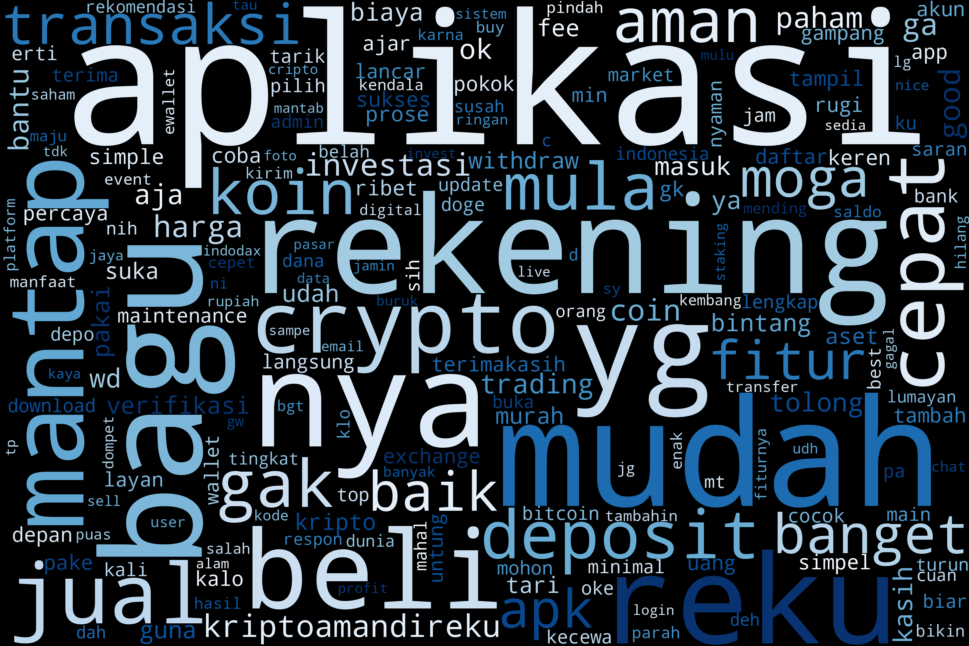 rekomendasi tau
transaksi
biaya sistem pindah
karna buy fee
aman paham akun
gampang ga
erti
aplikasi
ajar ok
tarik
cripto
lancar
mulu
app lg
bantu terima
saham
ewallet
pilih kendala pokok
market
tampil nice
mantab sukses susah min
nyaman
rugi
good
admin prose ringan
jam sedia ku
maju
tdk
simple
coba foto belah invest
c
indonesia daftar keren saran
event kirim investasi withdraw masuk
aja koin ribet update mula gk ya moga bank
mending saldo
platform percaya
digital doge
mantap bagu
nih harga
rekening
cepat
hilang
jaya
indodax pasar
manfaat suka cepet dana jamin sih live d staking
data
pakai ni
udah buruk sy kembang lengkap
maintenance rupiah
crypto orang coin bintang
yg
aset
depo
sampe email
fitur best gagal
langsung terimakasih
kaya wd
nya
trading transfer
buka
lumayan
download verifikasi bgt
klo
murah
tolong tambah
tp dompet
gw
mudah
wallet tingkat exchange
jg enak fiturnya udh
layan
gak banyak mt pa chat
baik
sell top
user kode kripto
bitcoin tambahin cocok main
depan puas
respon dunia mahal untung
deposit banget
pake kali salah
beli
mohon minimal uang simpel turun
alam
kalo
jual
profit tari oke
reku
kasih cuan
hasil
apk login biar
dah guna kriptoamandireku
kecewa parah deh bikin